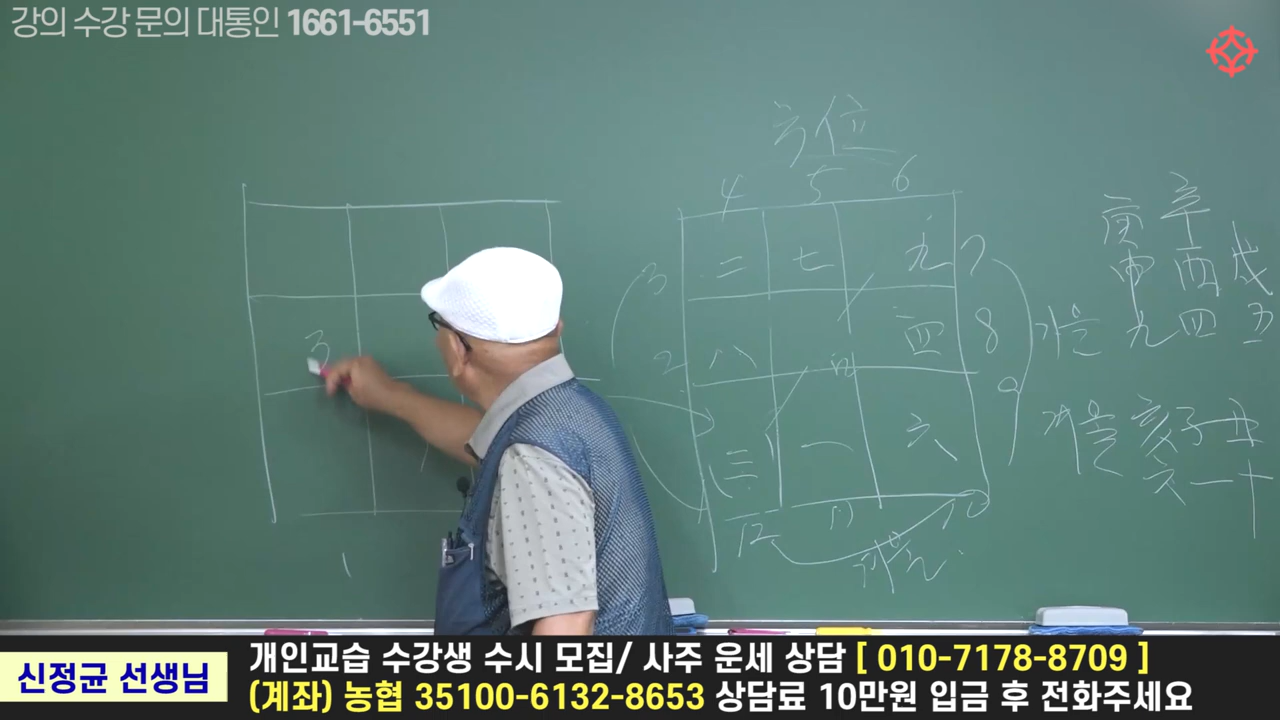 강의 수강 문의 대통인 1661-6551
六位
4 5 6
二 七 九
3 7
八 四
2 8
三 一 六
9
12 11 10
겨울
辛
庚
申 酉 戌
가을 九 四 五
겨울 亥 子 丑
六 一 十
3
1
신정균 선생님
개인교습 수강생 수시 모집/ 사주 운세 상담 [ 010-7178-8709 ]
(계좌) 농협 35100-6132-8653 상담료 10만원 입금 후 전화주세요